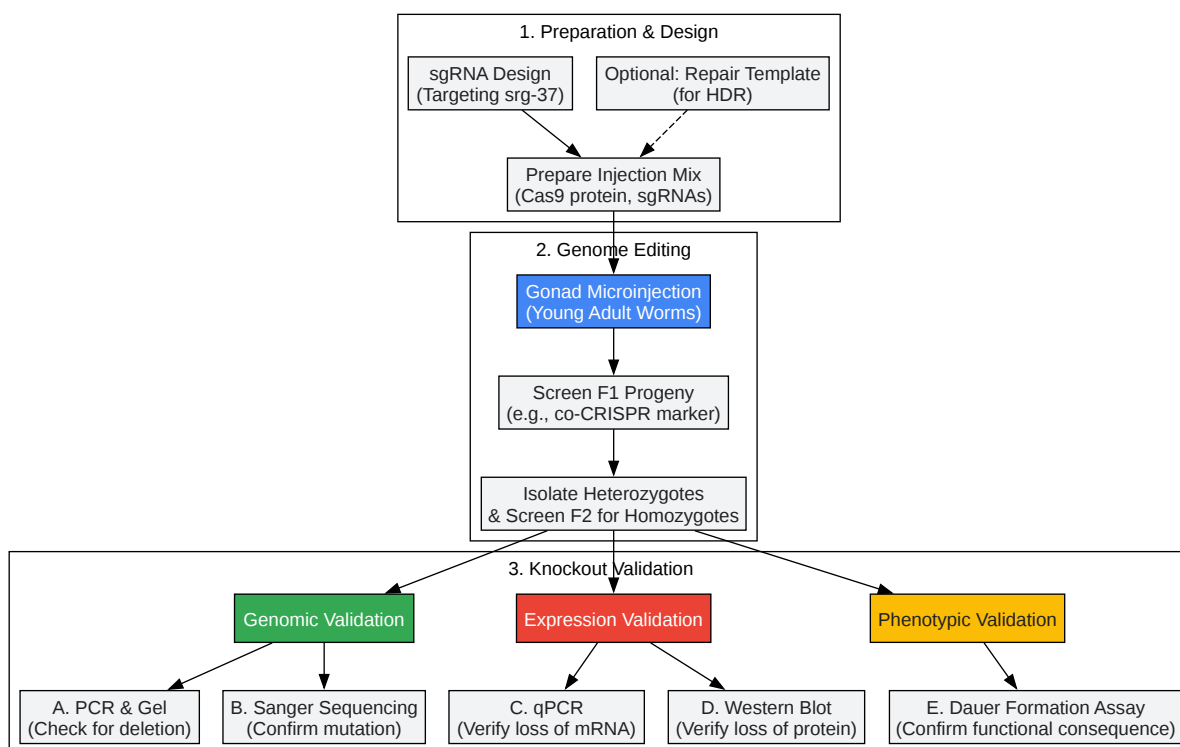 1. Preparation & Design
sgRNA Design
(Targeting srg-37)
Optional: Repair Template
(for HDR)
Prepare Injection Mix
(Cas9 protein, sgRNAs)
2. Genome Editing
Gonad Microinjection
(Young Adult Worms)
Screen F1 Progeny
(e.g., co-CRISPR marker)
Isolate Heterozygotes
& Screen F2 for Homozygotes
3. Knockout Validation
Genomic Validation
Expression Validation
Phenotypic Validation
A. PCR & Gel
(Check for deletion)
B. Sanger Sequencing
(Confirm mutation)
C. qPCR
(Verify loss of mRNA)
D. Western Blot
(Verify loss of protein)
E. Dauer Formation Assay
(Confirm functional consequence)